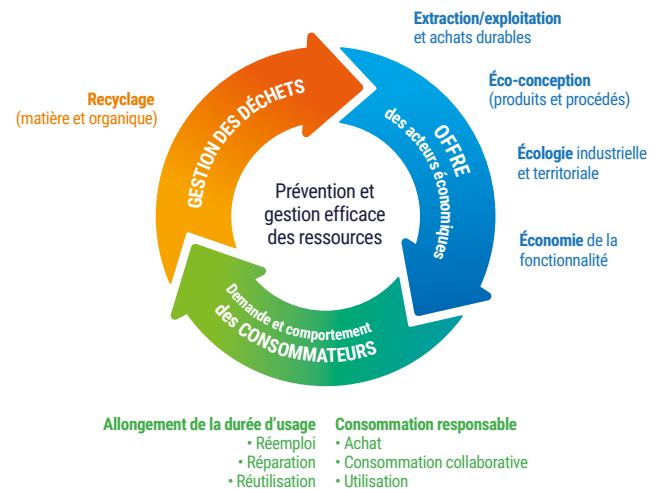 Extraction/exploitation
et achats durables
Éco-conception
(produits et procédés)
Écologie industrielle
et territoriale
Économie de la
fonctionnalité
OFFRE
des acteurs économiques
Recyclage
(matière et organique)
GESTION DES DÉCHETS
Prévention et
gestion efficace
des ressources
Demande et comportement
des CONSOMMATEURS
Allongement de la durée d’usage
• Réemploi
• Réparation
• Réutilisation
Consommation responsable
• Achat
• Consommation collaborative
• Utilisation